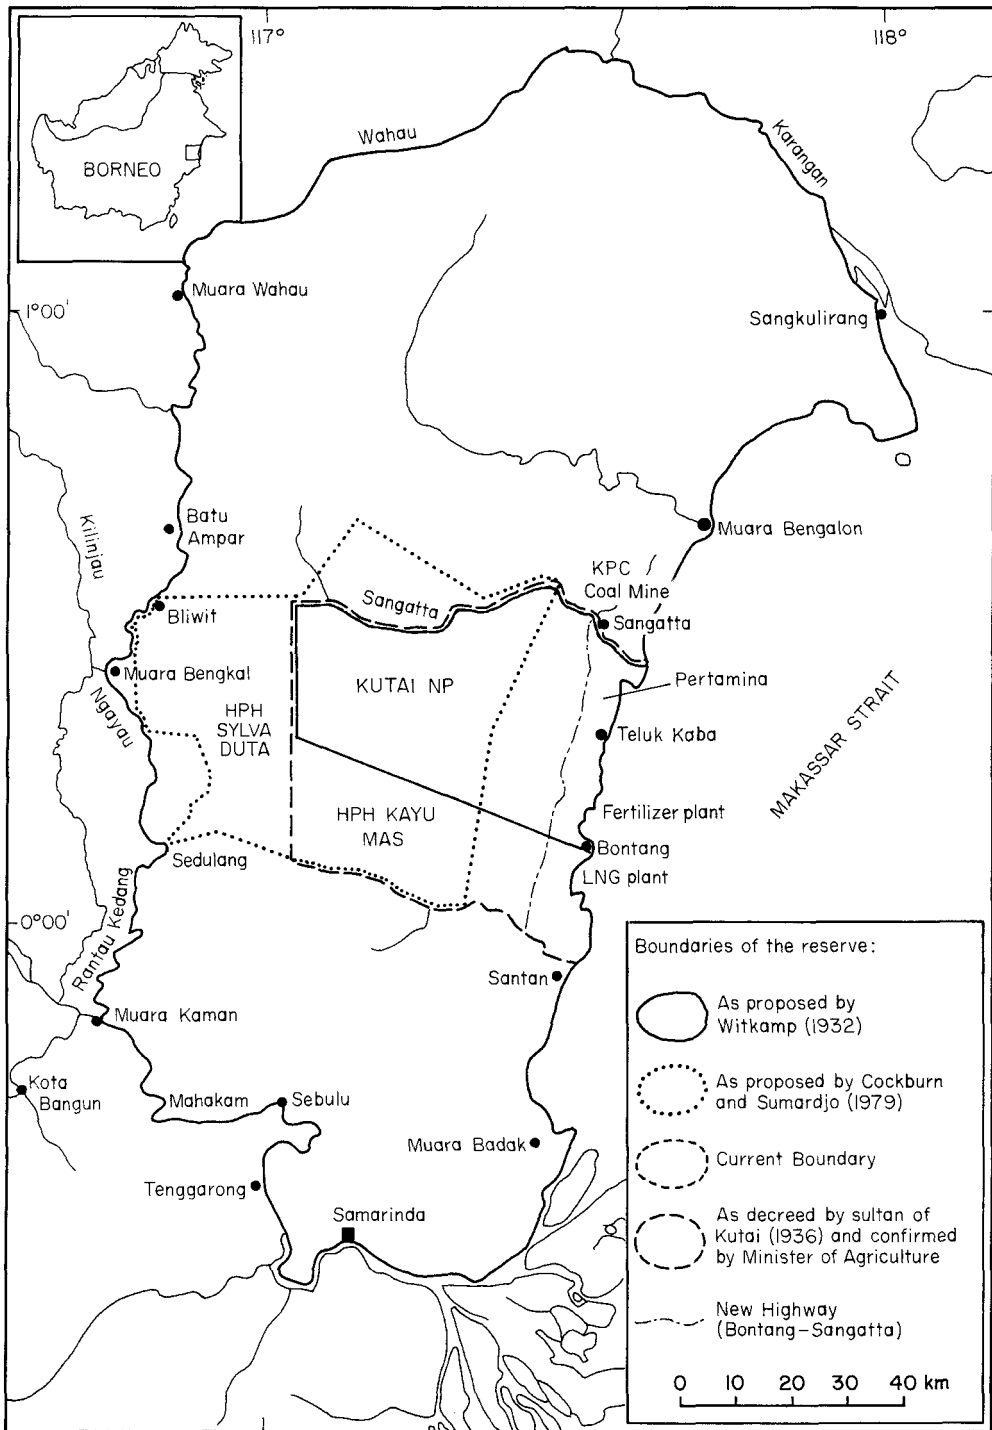 117°
118°
BORNEO
Wahau
Karangan
Muara Wahau
1°00'
Sangkulirang
Kilinjau
Batu
Ampar
Muara Bengalon
KPC
Coal Mine
Sangatta
Bliwit
Sangatta
Muara Bengkal
Ngayau
KUTAI NP
Pertamina
HPH
SYLVA
DUTA
Teluk Kaba
MAKASSAR STRAIT
HPH KAYU
MAS
Fertilizer plant
Bontang
Sedulang
LNG plant
0°00'
Rantau Kedang
Santan
Muara Kaman
Kota
Bangun
Mahakam
Sebulu
Muara Badak
Tenggarong
Samarinda
Boundaries of the reserve:
As proposed by
Witkamp (1932)
As proposed by Cockburn
and Sumardjo (1979)
Current Boundary
As decreed by sultan of
Kutai (1936) and confirmed
by Minister of Agriculture
New Highway
(Bontang–Sangatta)
0 10 20 30 40 km